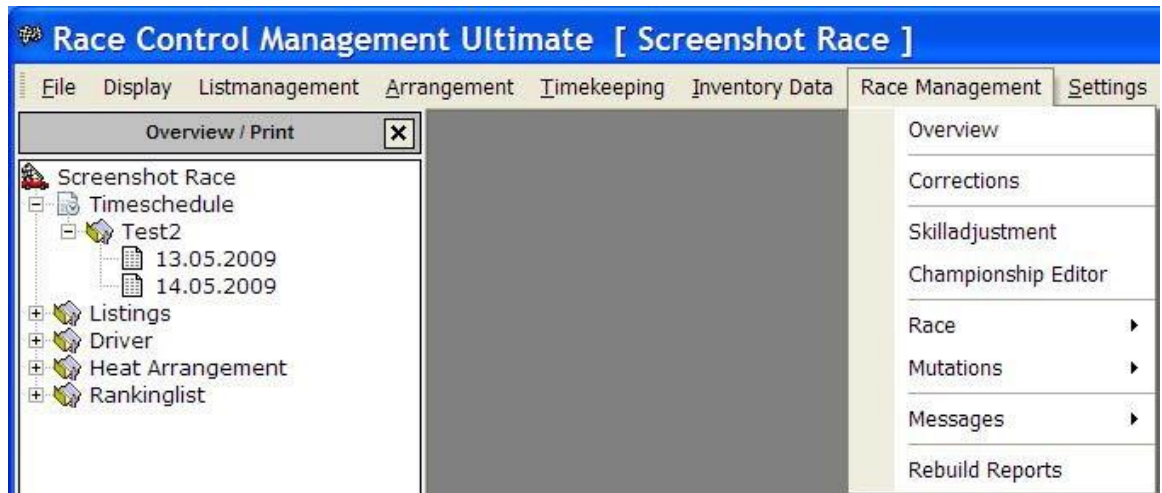 Race Control Management Ultimate [ Screenshot Race ]
File Display Listmanagement Arrangement Timekeeping Inventory Data Race Management Settings
Overview / Print
Screenshot Race
Timeschedule
Test2
13.05.2009
14.05.2009
Listings
Driver
Heat Arrangement
Rankinglist
Overview
Corrections
Skilladjustment
Championship Editor
Race
Mutations
Messages
Rebuild Reports